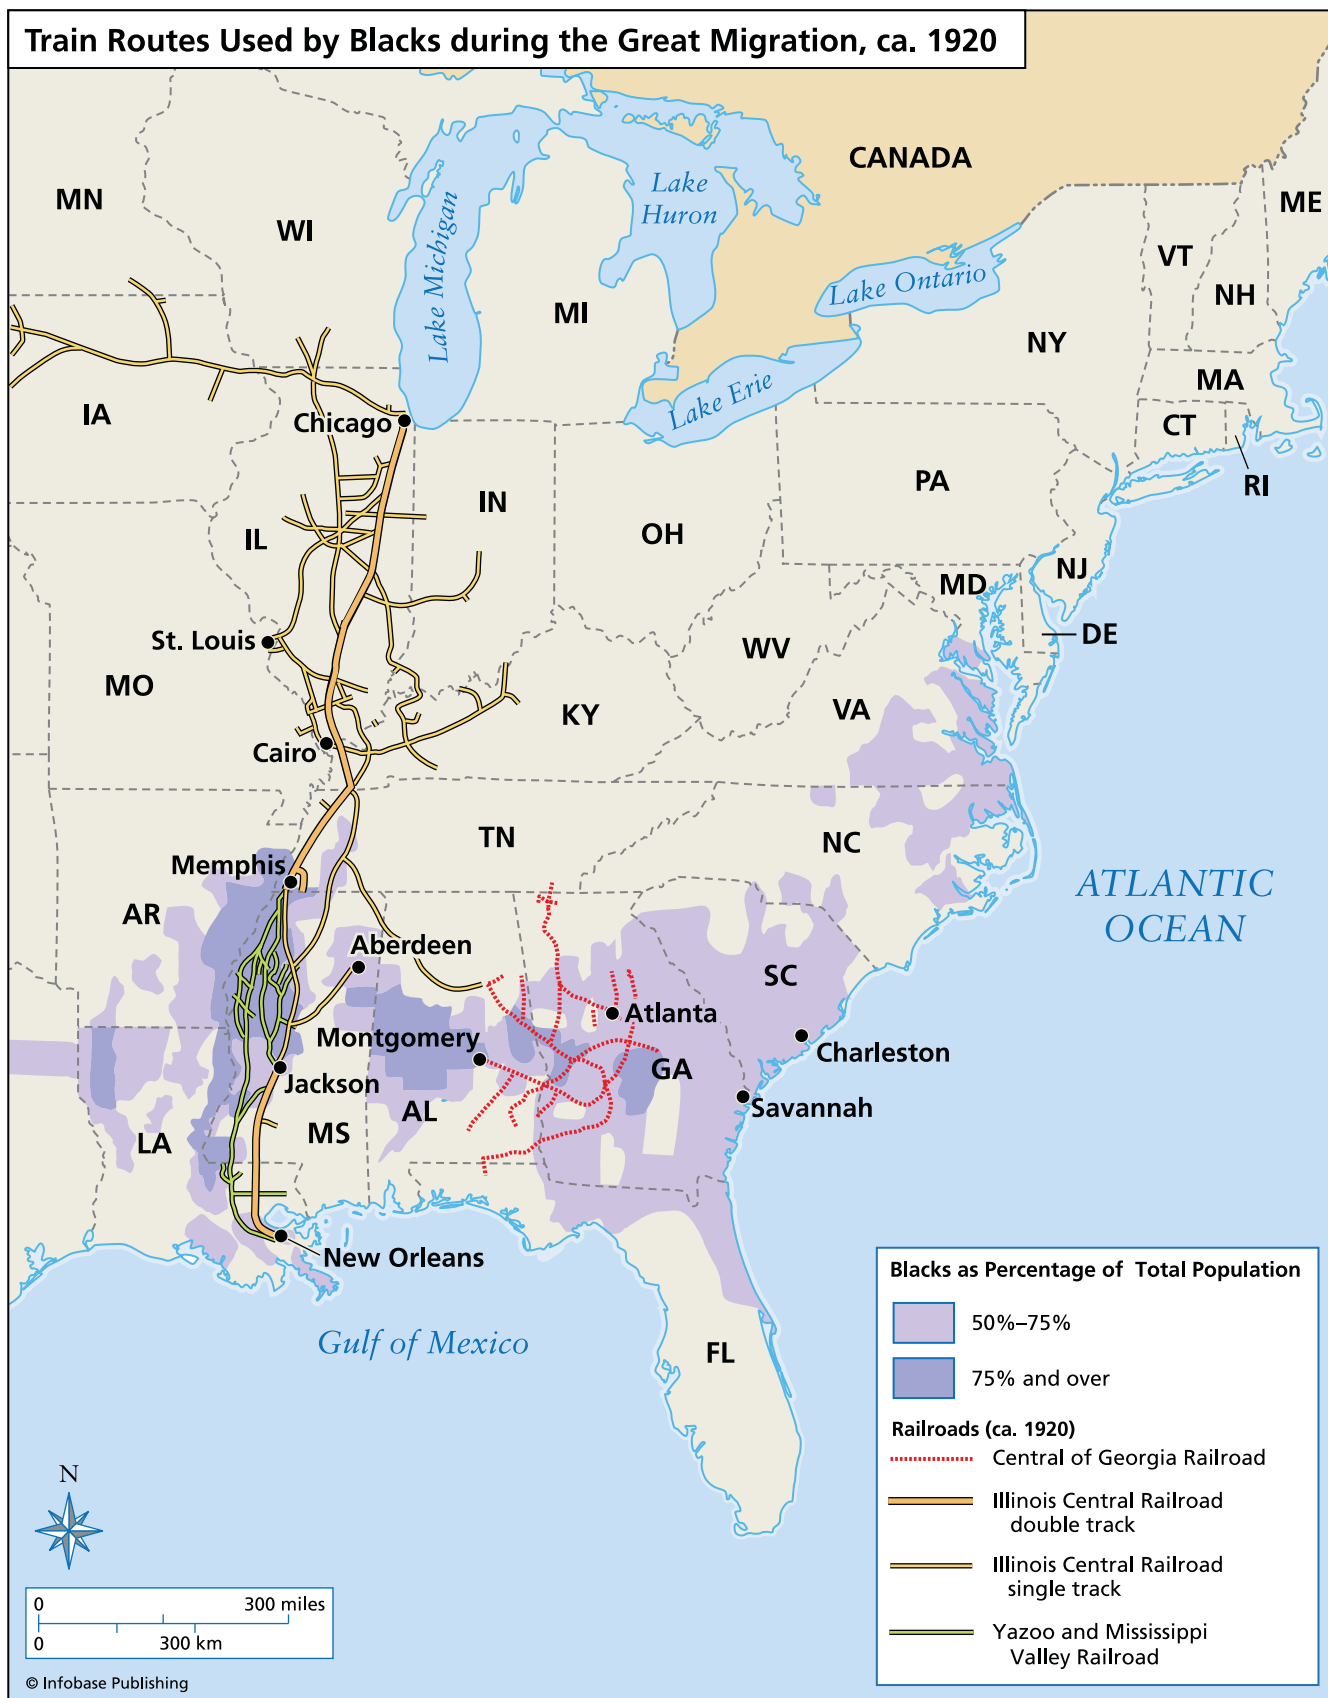 Train Routes Used by Blacks during the Great Migration, ca. 1920
CANADA
MN
WI
Lake Michigan
Lake
Huron
ME
VT
NH
Lake Ontario
MI
NY
Lake Erie
MA
IA
Chicago
CT
RI
PA
IN
OH
IL
NJ
MD
DE
St. Louis
WV
MO
KY
VA
Cairo
TN
NC
Memphis
ATLANTIC
OCEAN
AR
Aberdeen
SC
Atlanta
Montgomery
Charleston
GA
Jackson
Savannah
AL
MS
LA
New Orleans
Gulf of Mexico
FL
Blacks as Percentage of Total Population
50%–75%
75% and over
Railroads (ca. 1920)
Central of Georgia Railroad
Illinois Central Railroad
double track
Illinois Central Railroad
single track
Yazoo and Mississippi
Valley Railroad
N
0 300 miles
0 300 km
© Infobase Publishing